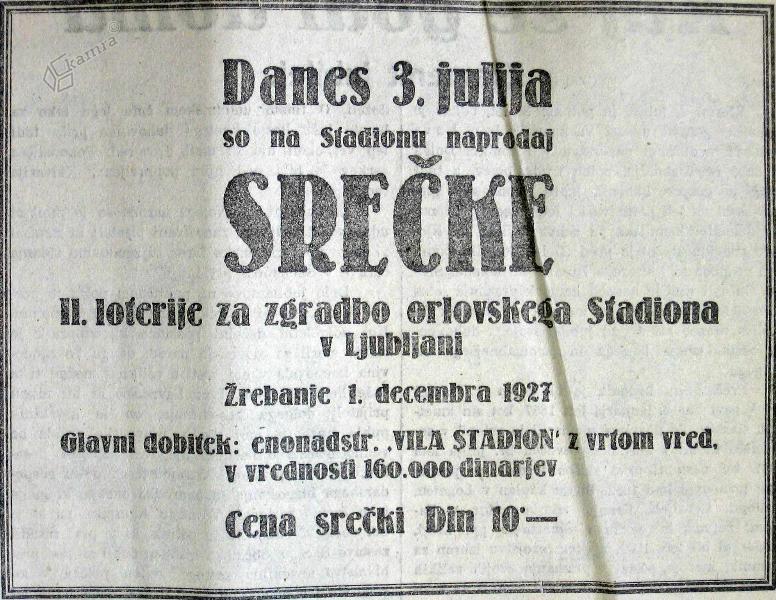 kamra
Danes 3. julija
so na Stadionu naprodaj
SREČKE
II. loterije za zgradbo orlovskega Stadiona
v Ljubljani
Žrebanje 1. decembra 1927
Glavni dobitek: enonadstr. ‚VILA STADION‘ z vrtom vred,
v vrednosti 160.000 dinarjev
Cena srečki Din 10·—